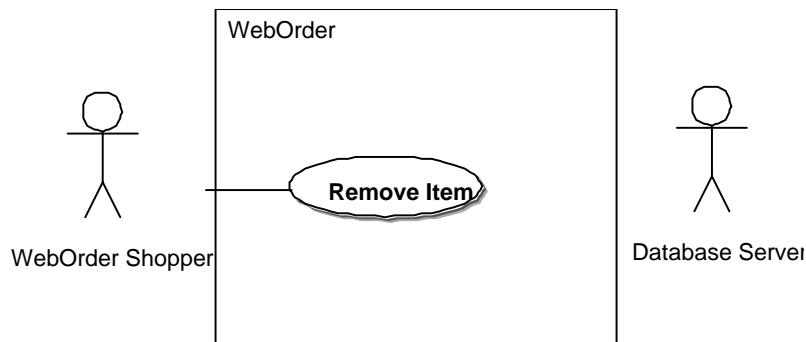 WebOrder
Remove Item
WebOrder Shopper
Database Server